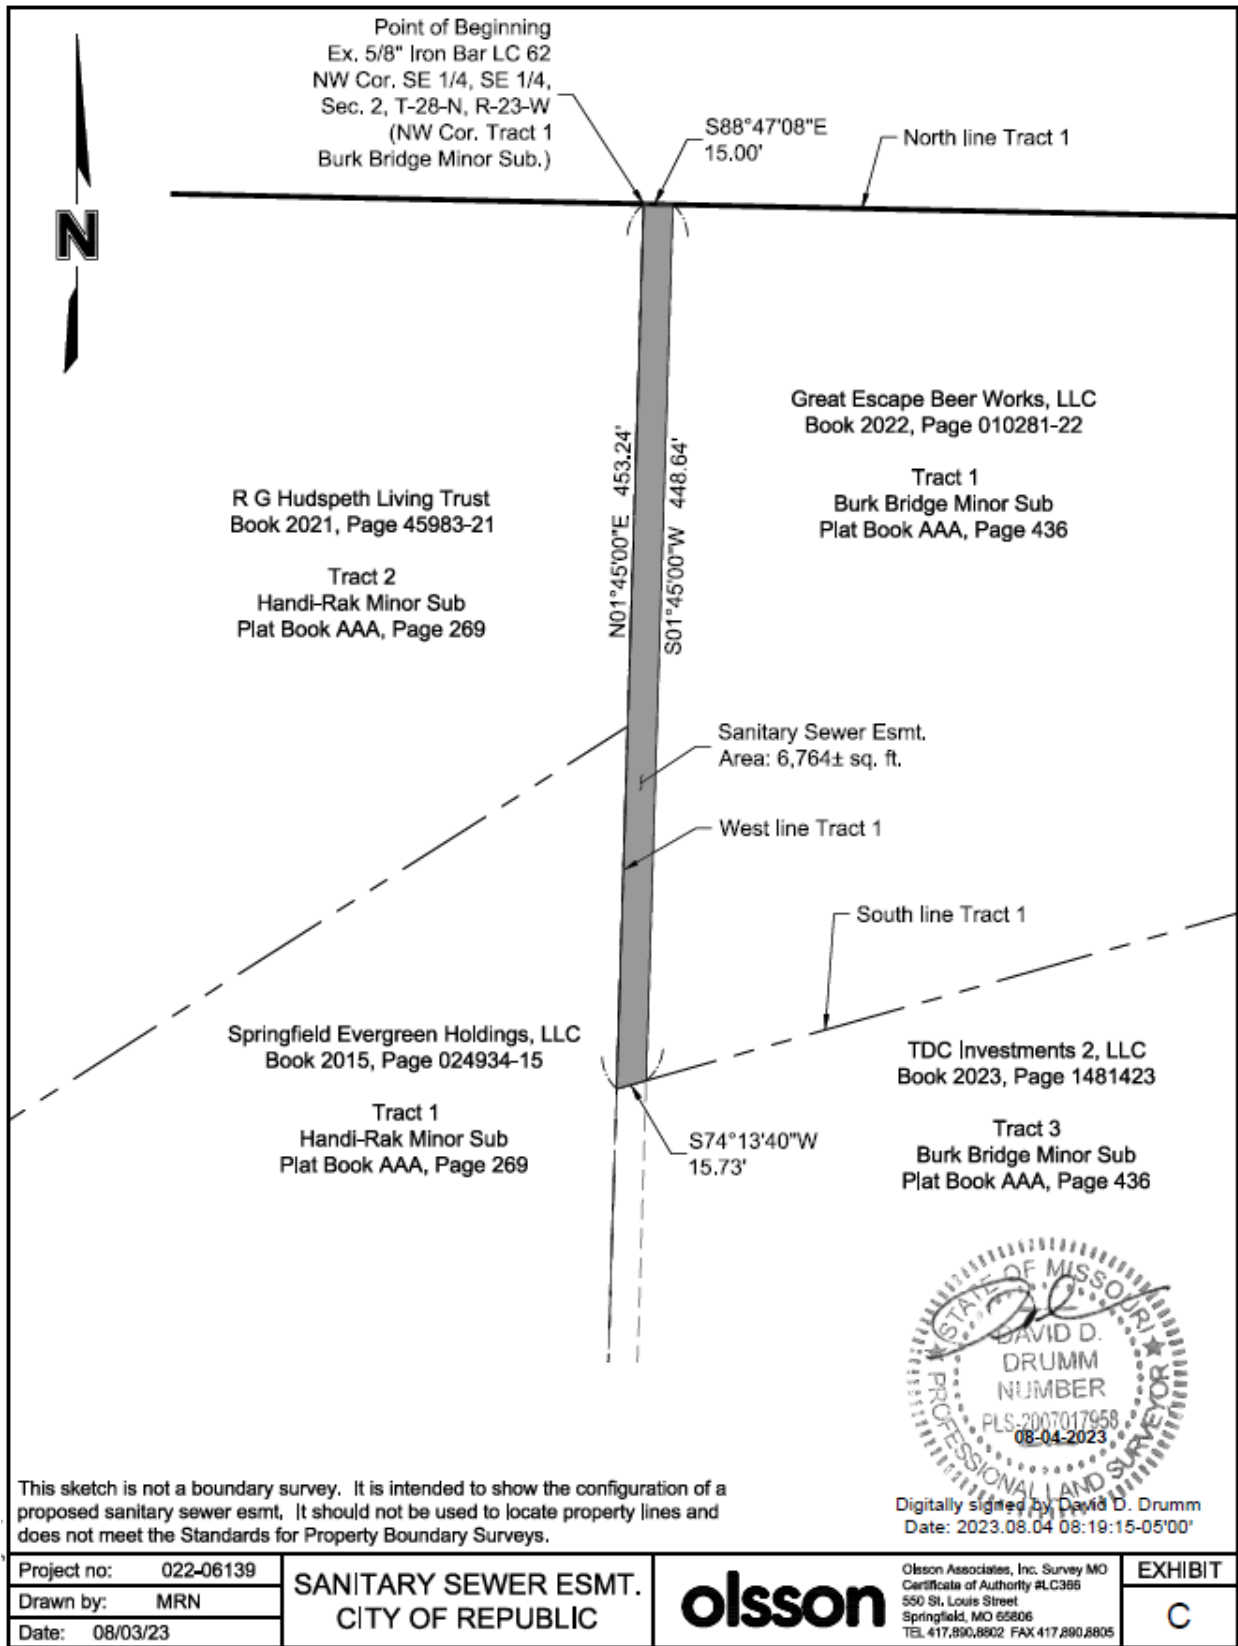 Point of Beginning
Ex. 5/8" Iron Bar LC 62
NW Cor. SE 1/4, SE 1/4,
Sec. 2, T-28-N, R-23-W
(NW Cor. Tract 1
Burk Bridge Minor Sub.)
S88°47'08"E
15.00'
North line Tract 1
N
Great Escape Beer Works, LLC
Book 2022, Page 010281-22
Tract 1
Burk Bridge Minor Sub
Plat Book AAA, Page 436
N01°45'00"E 453.24'
S01°45'00"W 448.64'
R G Hudspeth Living Trust
Book 2021, Page 45983-21
Tract 2
Handi-Rak Minor Sub
Plat Book AAA, Page 269
Sanitary Sewer Esmt.
Area: 6,764± sq. ft.
West line Tract 1
South line Tract 1
Springfield Evergreen Holdings, LLC
Book 2015, Page 024934-15
Tract 1
Handi-Rak Minor Sub
Plat Book AAA, Page 269
TDC Investments 2, LLC
Book 2023, Page 1481423
Tract 3
Burk Bridge Minor Sub
Plat Book AAA, Page 436
S74°13'40"W
15.73'
STATE OF MISSOURI
DAVID D.
DRUMM
NUMBER
PLS-2007017958
08-04-2023
PROFESSIONAL LAND SURVEYOR
Digitally signed by David D. Drumm
Date: 2023.08.04 08:19:15-05'00'
This sketch is not a boundary survey. It is intended to show the configuration of a
proposed sanitary sewer esmt. It should not be used to locate property lines and
does not meet the Standards for Property Boundary Surveys.
Project no: 022-06139
Drawn by: MRN
Date: 08/03/23
SANITARY SEWER ESMT.
CITY OF REPUBLIC
olsson
Olsson Associates, Inc. Survey MO
Certificate of Authority #LC366
550 St. Louis Street
Springfield, MO 65806
TEL 417.890.8802 FAX 417.890.8805
EXHIBIT
C